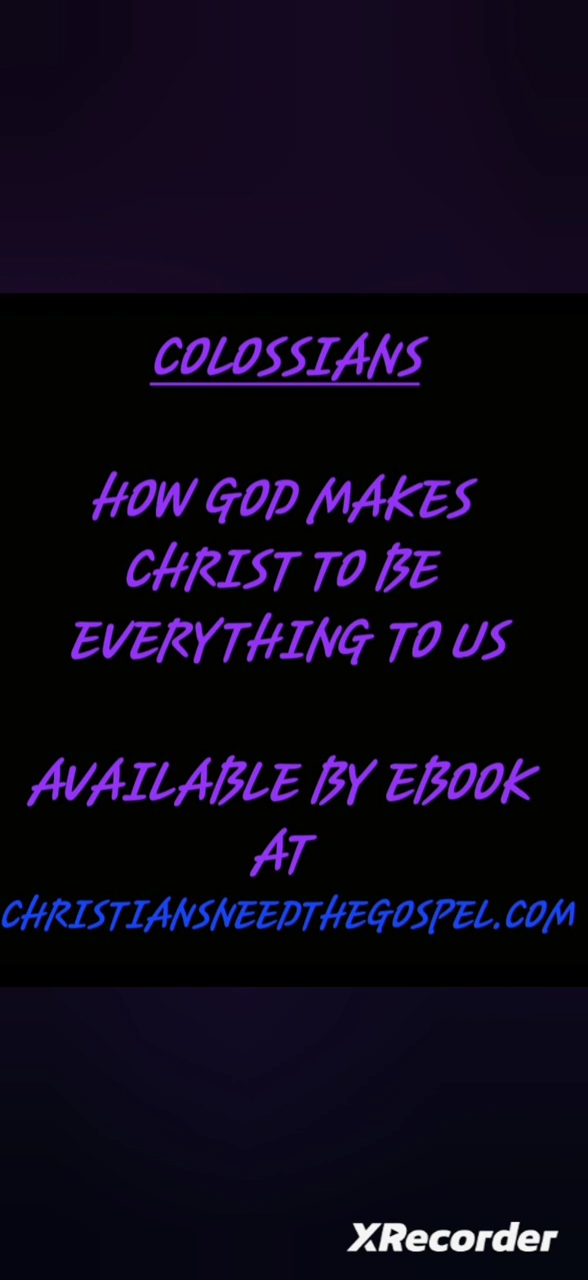 COLOSSIANS
HOW GOD MAKES
CHRIST TO BE
EVERYTHING TO US
AVAILABLE BY EBOOK
AT
CHRISTIANSNEEDTHEGOSPEL.COM
XRecorder